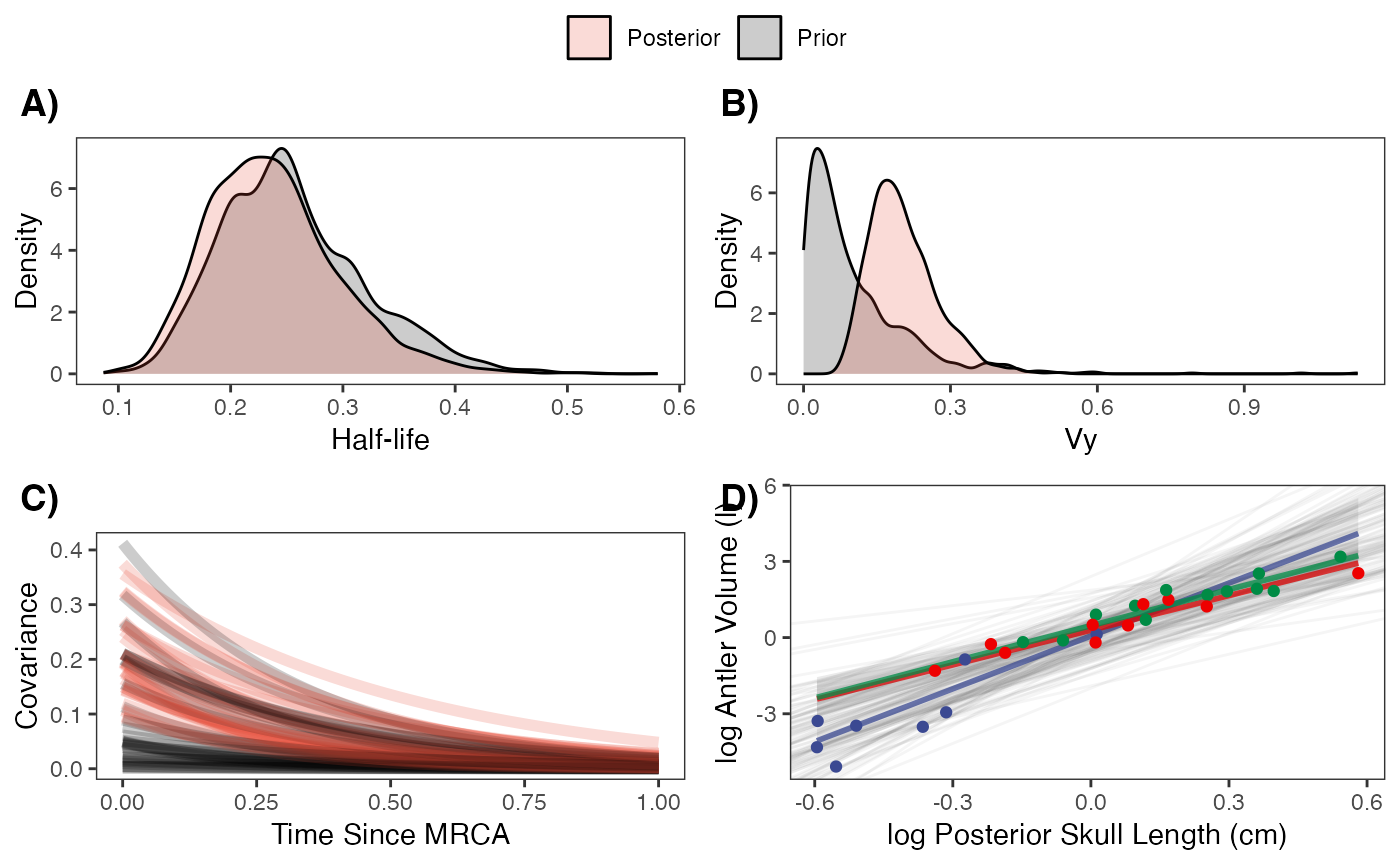 Posterior Prior
A)
Density
6
4
2
0
0.1 0.2 0.3 0.4 0.5 0.6
Half-life
B)
Density
6
4
2
0
0.0 0.3 0.6 0.9
Vy
C)
Covariance
0.4
0.3
0.2
0.1
0.0
0.00 0.25 0.50 0.75 1.00
Time Since MRCA
D)
log Antler Volume
6
3
0
-3
-0.6 -0.3 0.0 0.3 0.6
log Posterior Skull Length (cm)